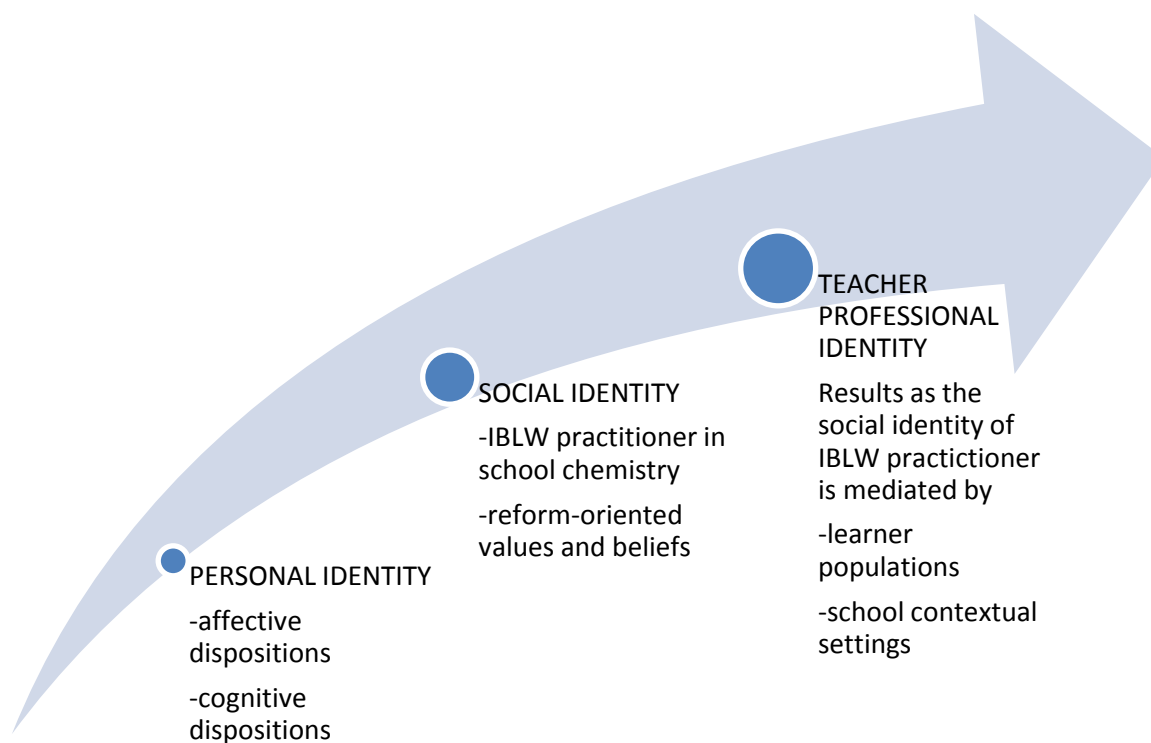 PERSONAL IDENTITY
-affective
dispositions
-cognitive
dispositions
SOCIAL IDENTITY
-IBLW practitioner in
school chemistry
-reform-oriented
values and beliefs
TEACHER
PROFESSIONAL
IDENTITY
Results as the
social identity of
IBLW practictioner
is mediated by
-learner
populations
-school contextual
settings